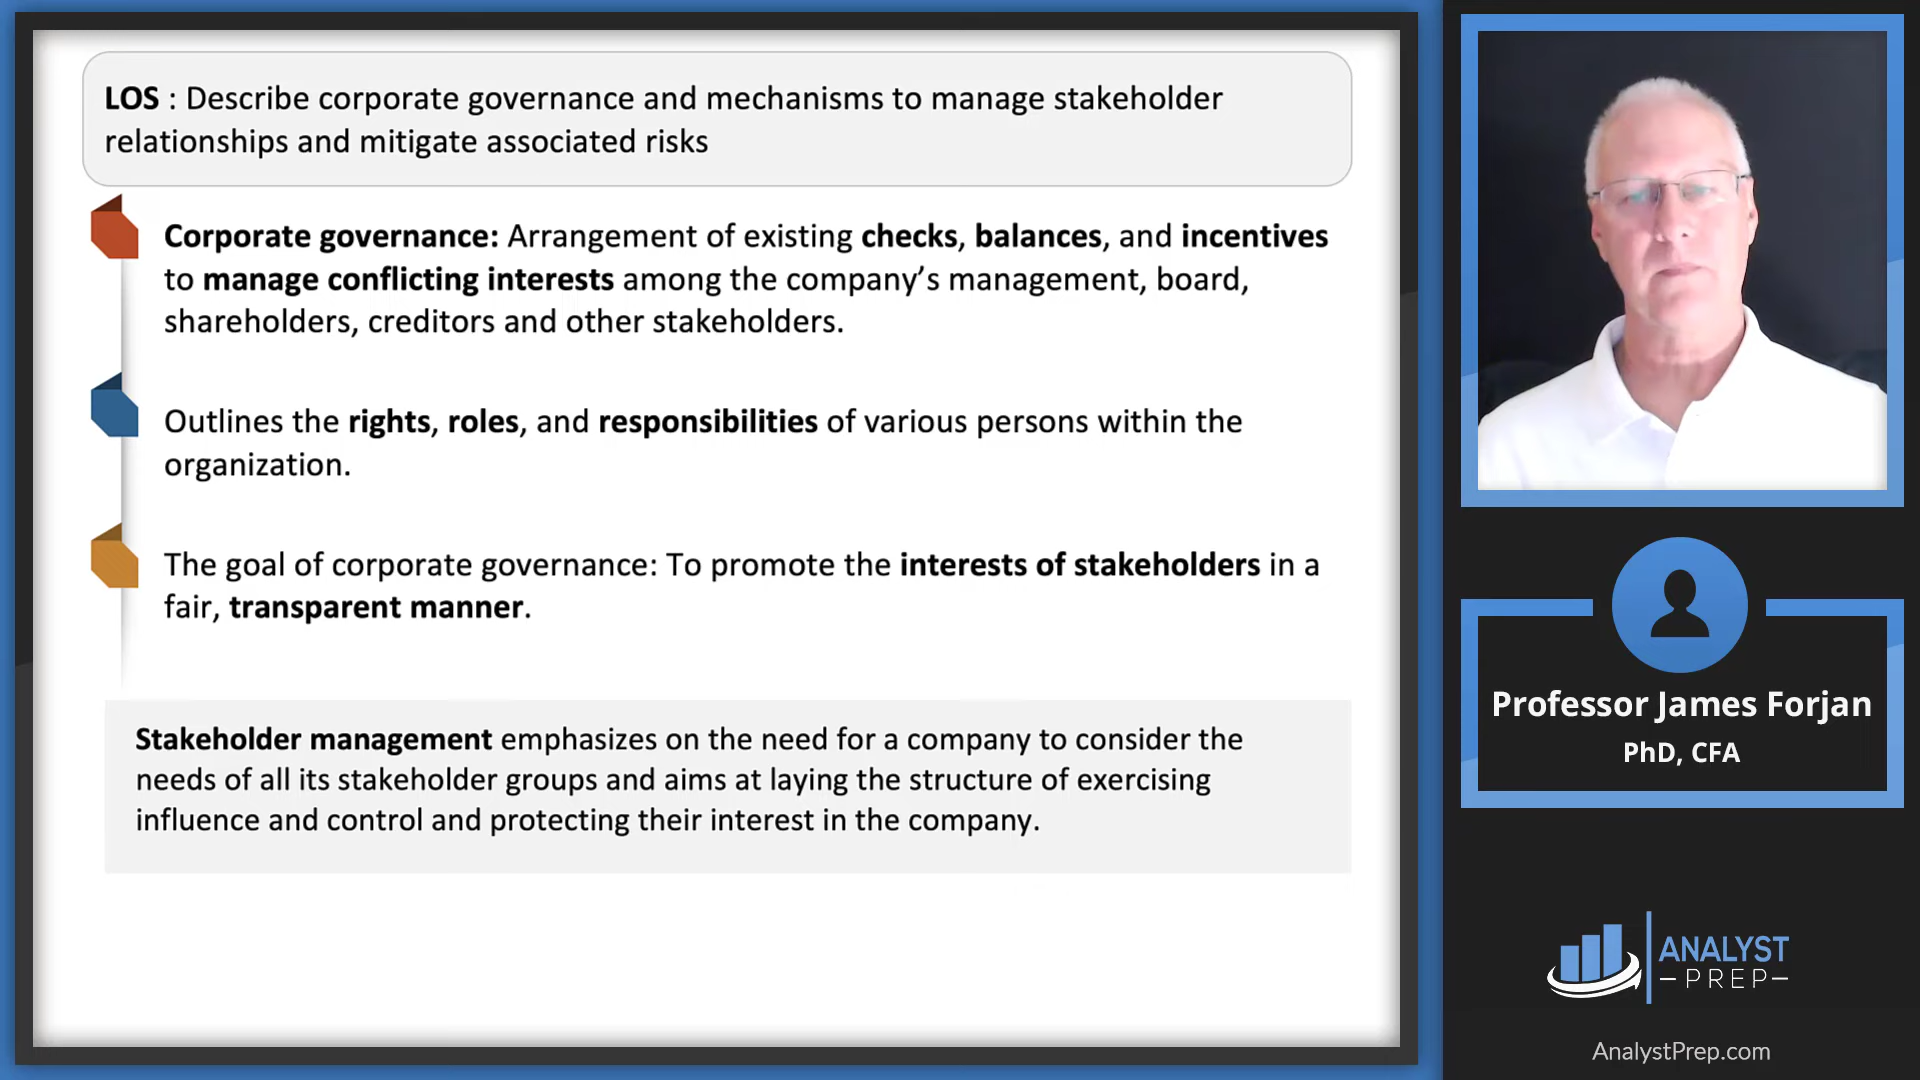 LOS : Describe corporate governance and mechanisms to manage stakeholder
relationships and mitigate associated risks
Corporate governance: Arrangement of existing checks, balances, and incentives
to manage conflicting interests among the company’s management, board,
shareholders, creditors and other stakeholders.
Outlines the rights, roles, and responsibilities of various persons within the
organization.
The goal of corporate governance: To promote the interests of stakeholders in a
fair, transparent manner.
Stakeholder management emphasizes on the need for a company to consider the
needs of all its stakeholder groups and aims at laying the structure of exercising
influence and control and protecting their interest in the company.
Professor James Forjan
PhD, CFA
ANALYST
PREP
AnalystPrep.com